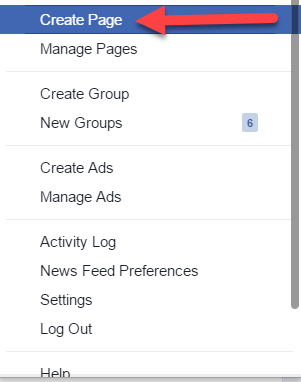 Create Page
Manage Pages
Create Group
New Groups 6
Create Ads
Manage Ads
Activity Log
News Feed Preferences
Settings
Log Out
Help